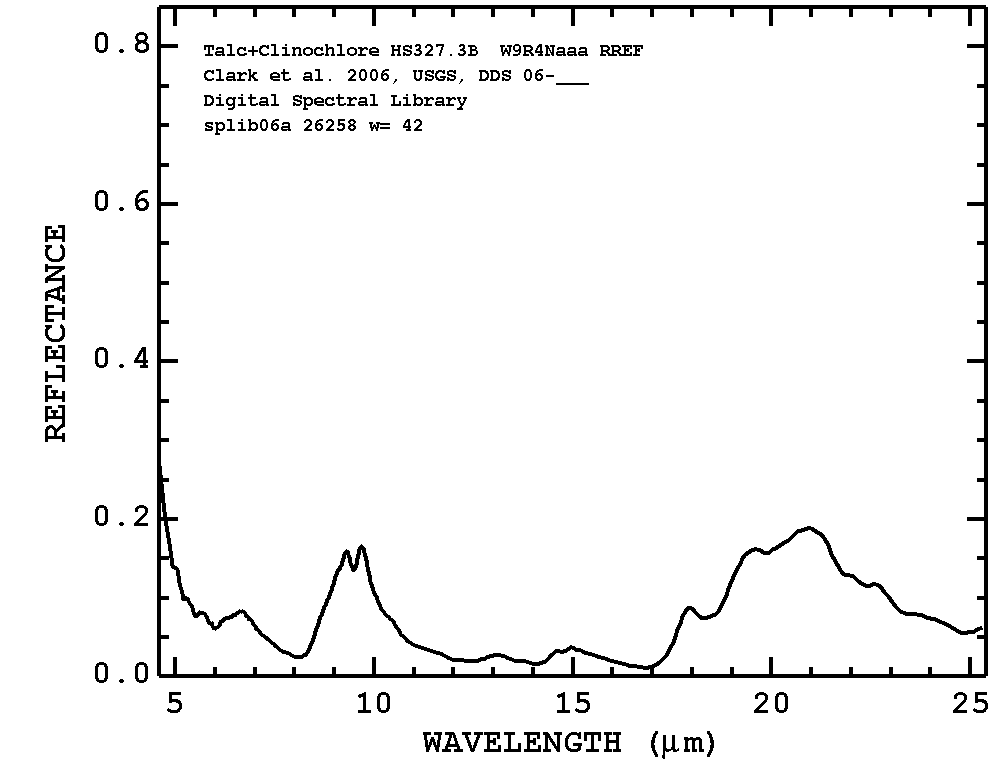 Talc+Clinochlore HS327.3B W9R4Naaa RREF
Clark et al. 2006, USGS, DDS 06-___
Digital Spectral Library
splib06a 26258 w= 42
0.8
0.6
0.4
0.2
0.0
REFLECTANCE
5 10 15 20 25
WAVELENGTH (μm)